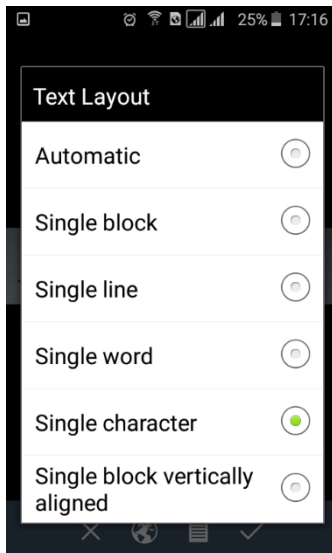 25% 17:16
Text Layout
Automatic
Single block
Single line
Single word
Single character
Single block vertically
aligned